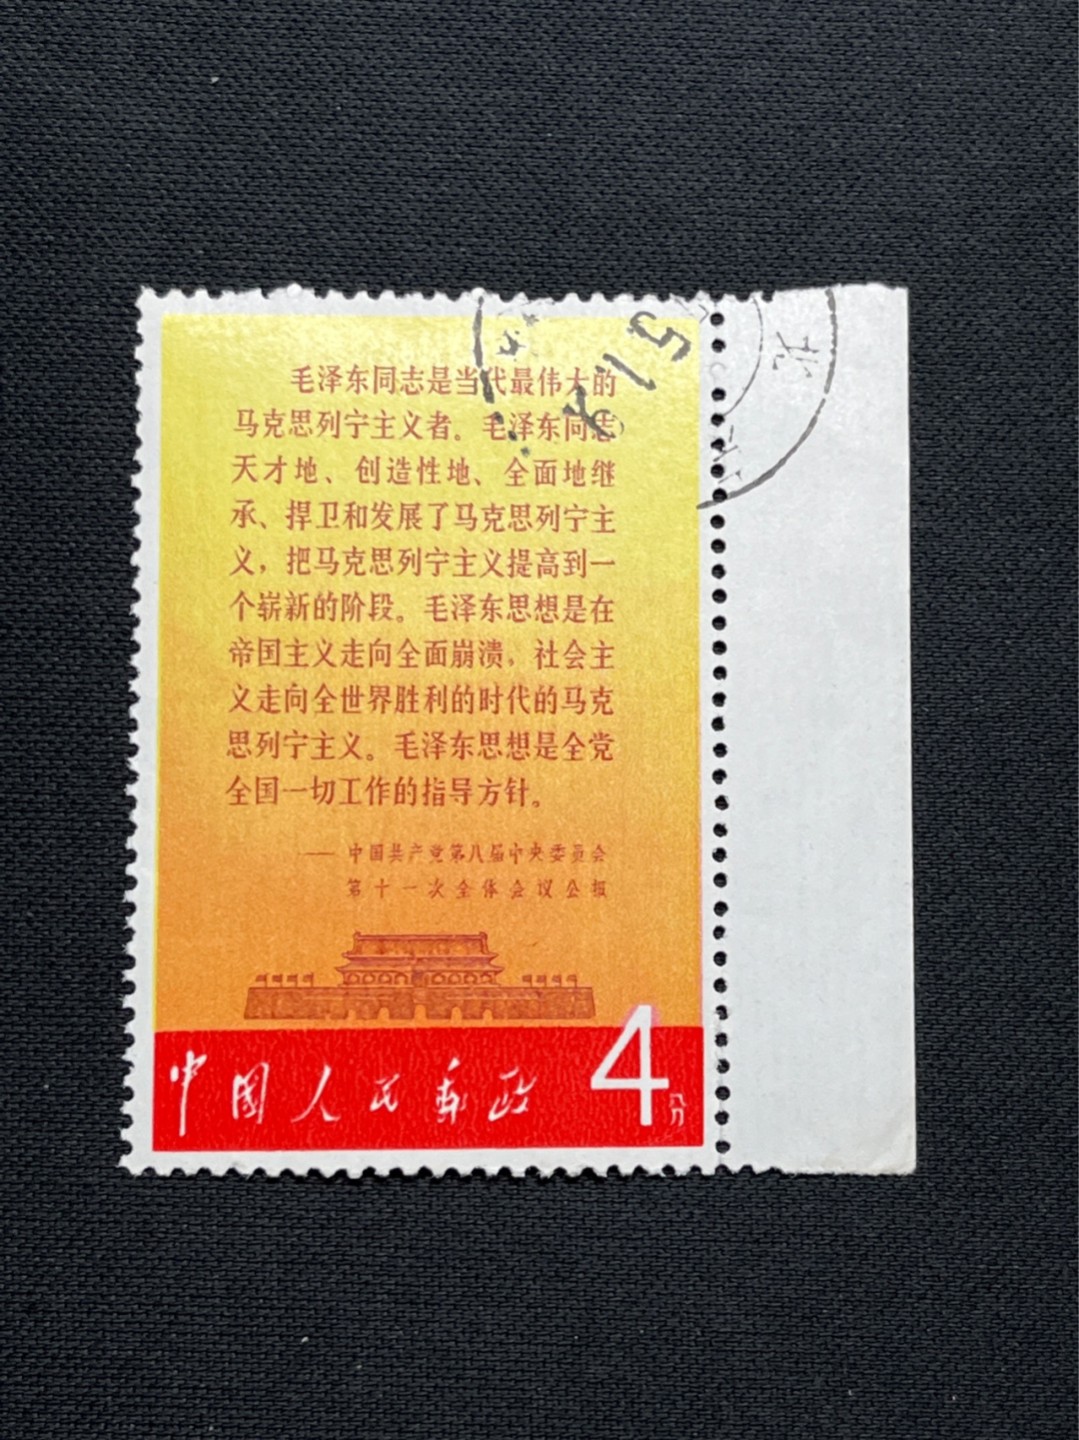 毛泽东同志是当代最伟大的
马克思列宁主义者。毛泽东同志
天才地、创造性地、全面地继
承、捍卫和发展了马克思列宁主
义，把马克思列宁主义提高到一
个崭新的阶段。毛泽东思想是在
帝国主义走向全面崩溃，社会主
义走向全世界胜利的时代的马克
思列宁主义。毛泽东思想是全党
全国一切工作的指导方针。
——中国共产党第八届中央委员会
第十一次全体会议公报
中国人民邮政
4分
北